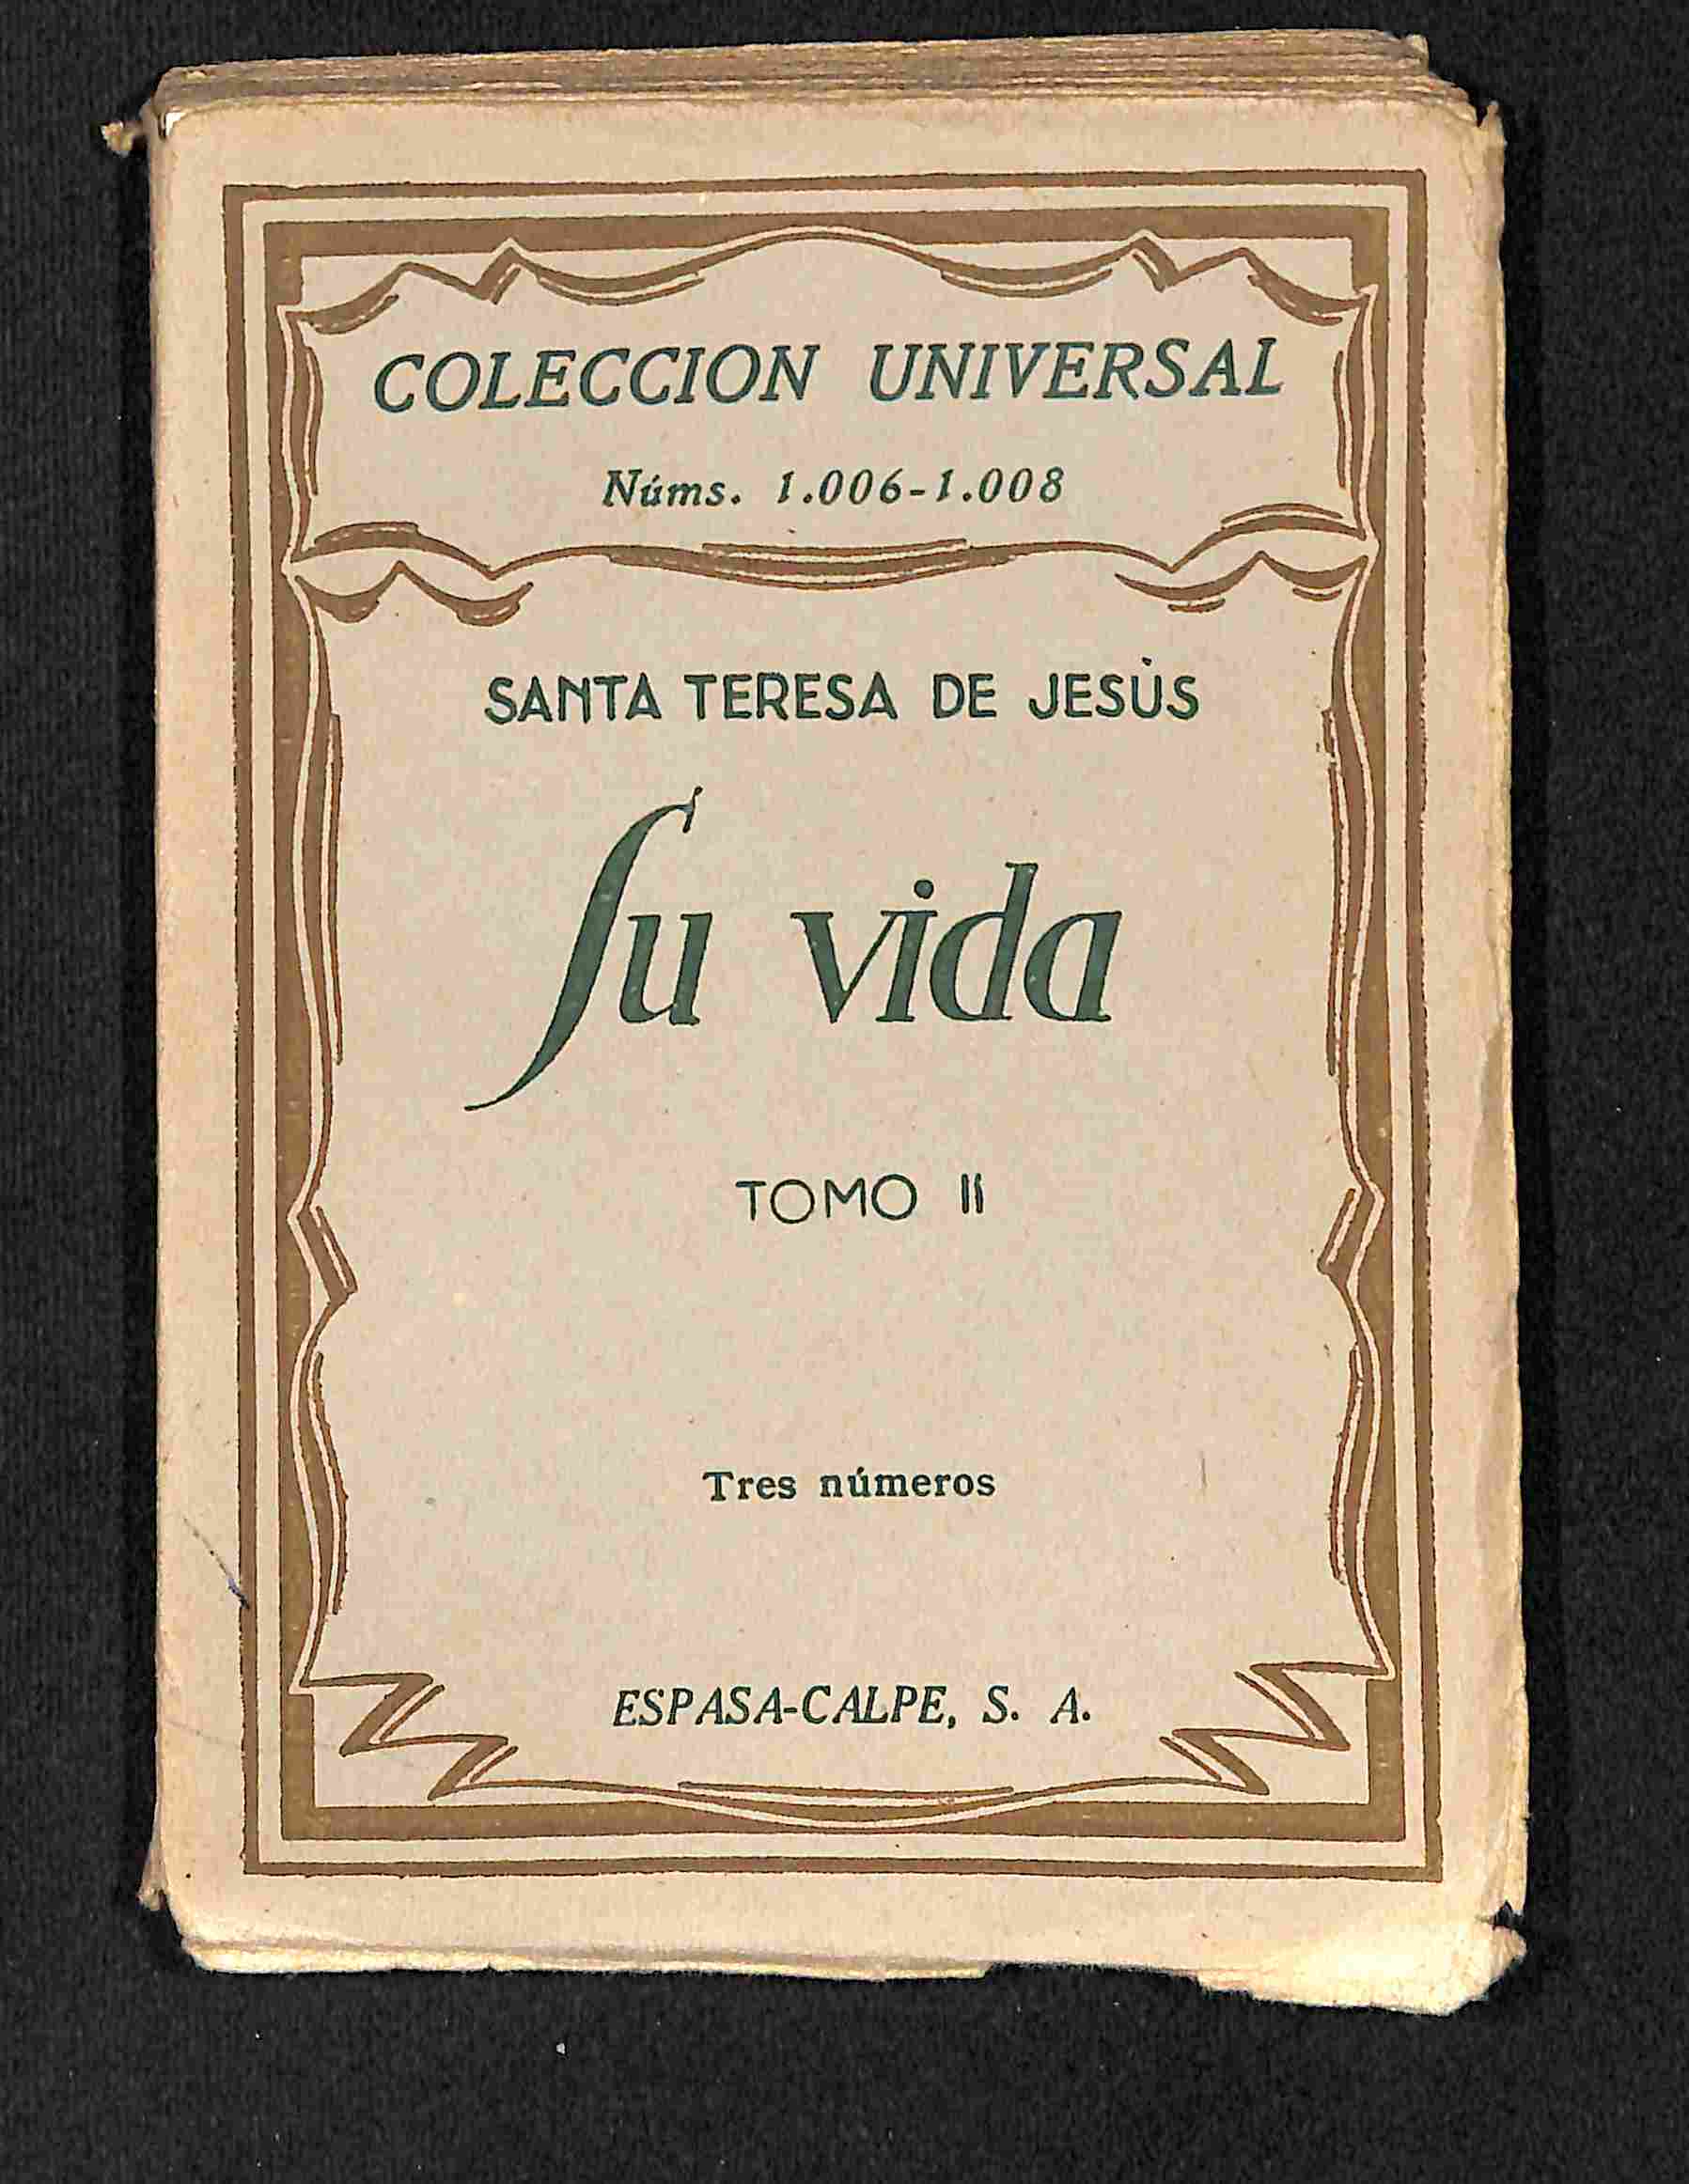 COLECCION UNIVERSAL
Núms. 1.006-1.008
SANTA TERESA DE JESÚS
Su vida
TOMO II
Tres números
ESPASA-CALPE, S. A.